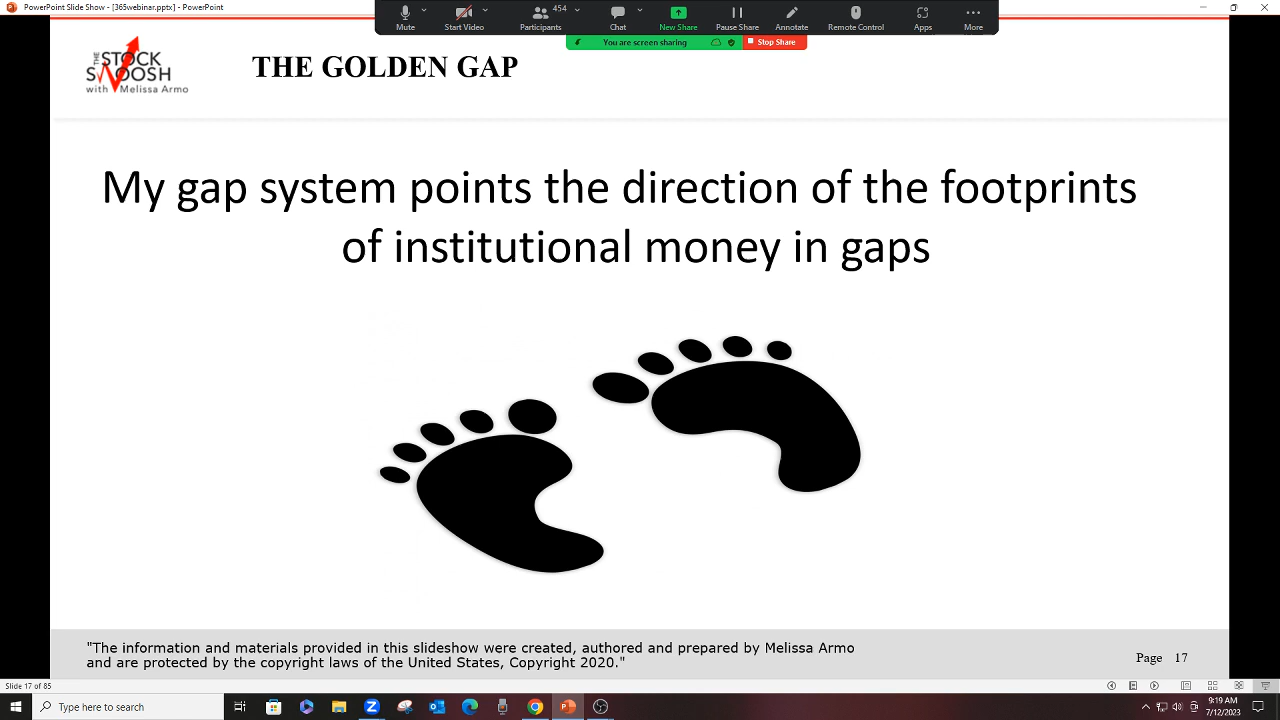 PowerPoint Slide Show - [365webinar.pptx] - PowerPoint
454
Mute
Start Video
Participants
Chat
New Share
Pause Share
Annotate
Remote Control
Apps
More
You are screen sharing
Stop Share
THE STOCK
SWOOSH
with Melissa Armo
THE GOLDEN GAP
My gap system points the direction of the footprints
of institutional money in gaps
"The information and materials provided in this slideshow were created, authored and prepared by Melissa Armo
and are protected by the copyright laws of the United States, Copyright 2020."
Page 17
Slide 17 of 85
Type here to search
9:19 AM
7/12/2023